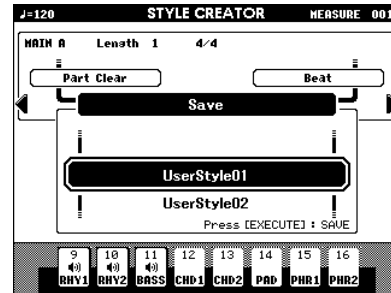 ♩=120 STYLE CREATOR MEASURE 001
MAIN A Length 1 4/4
Part Clear Beat
Save
UserStyle01
UserStyle02
Press [EXECUTE] : SAVE
9 10 11 12 13 14 15 16
RHY1 RHY2 BASS CHD1 CHD2 PAD PHR1 PHR2